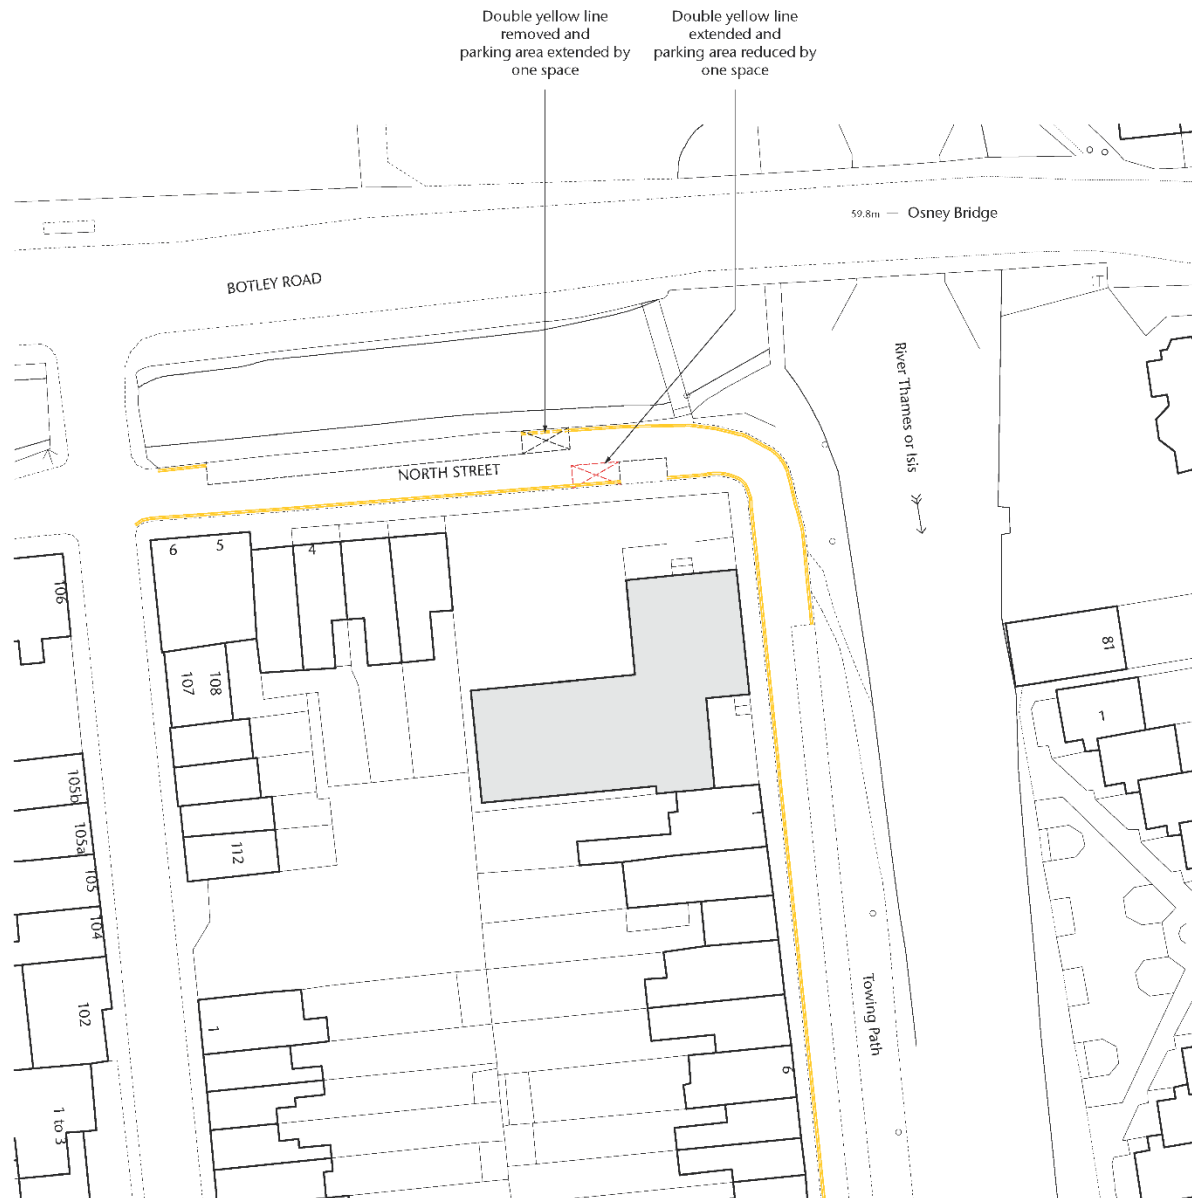 Double yellow line
removed and
parking area extended by
one space
Double yellow line
extended and
parking area reduced by
one space
59.8m
Osney Bridge
BOTLEY ROAD
River Thames or Isis
NORTH STREET
6
5
4
106
107
108
81
1
105b
105a
105
104
112
102
1
6
Towing Path
1 to 3